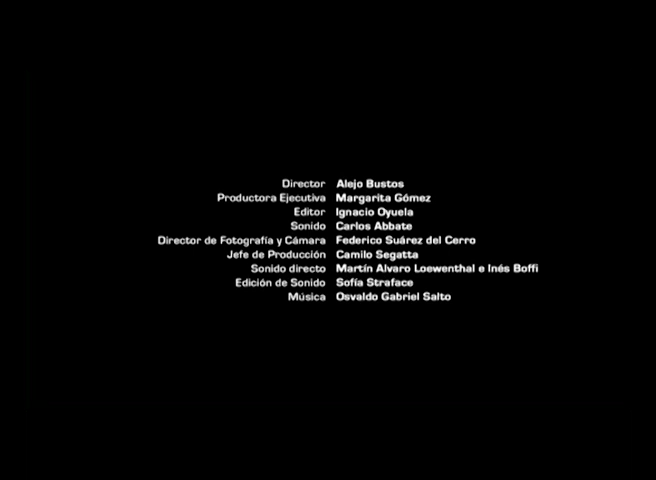 Director Alejo Bustos
Productora Ejecutiva Margarita Gómez
Editor Ignacio Oyuela
Sonido Carlos Abbate
Director de Fotografía y Cámara Federico Suárez del Cerro
Jefe de Producción Camilo Segatta
Sonido directo Martín Alvaro Loewenthal e Inés Boffi
Edición de Sonido Sofía Straface
Música Osvaldo Gabriel Salto